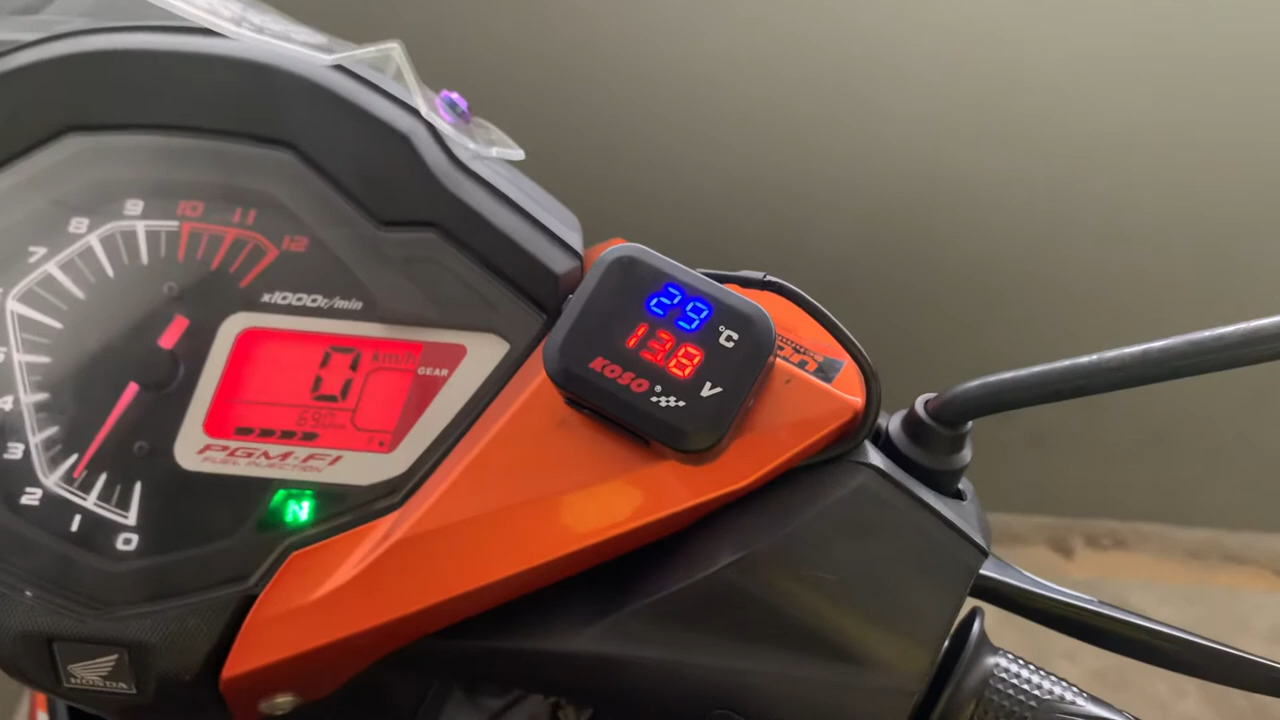 9
10
11
8
12
7
x1000r/min
5
4
3
2
1
0
0 km/h
GEAR
PGM-FI
FUEL INJECTION
N
HONDA
29
°C
13.8
V
KOSO®